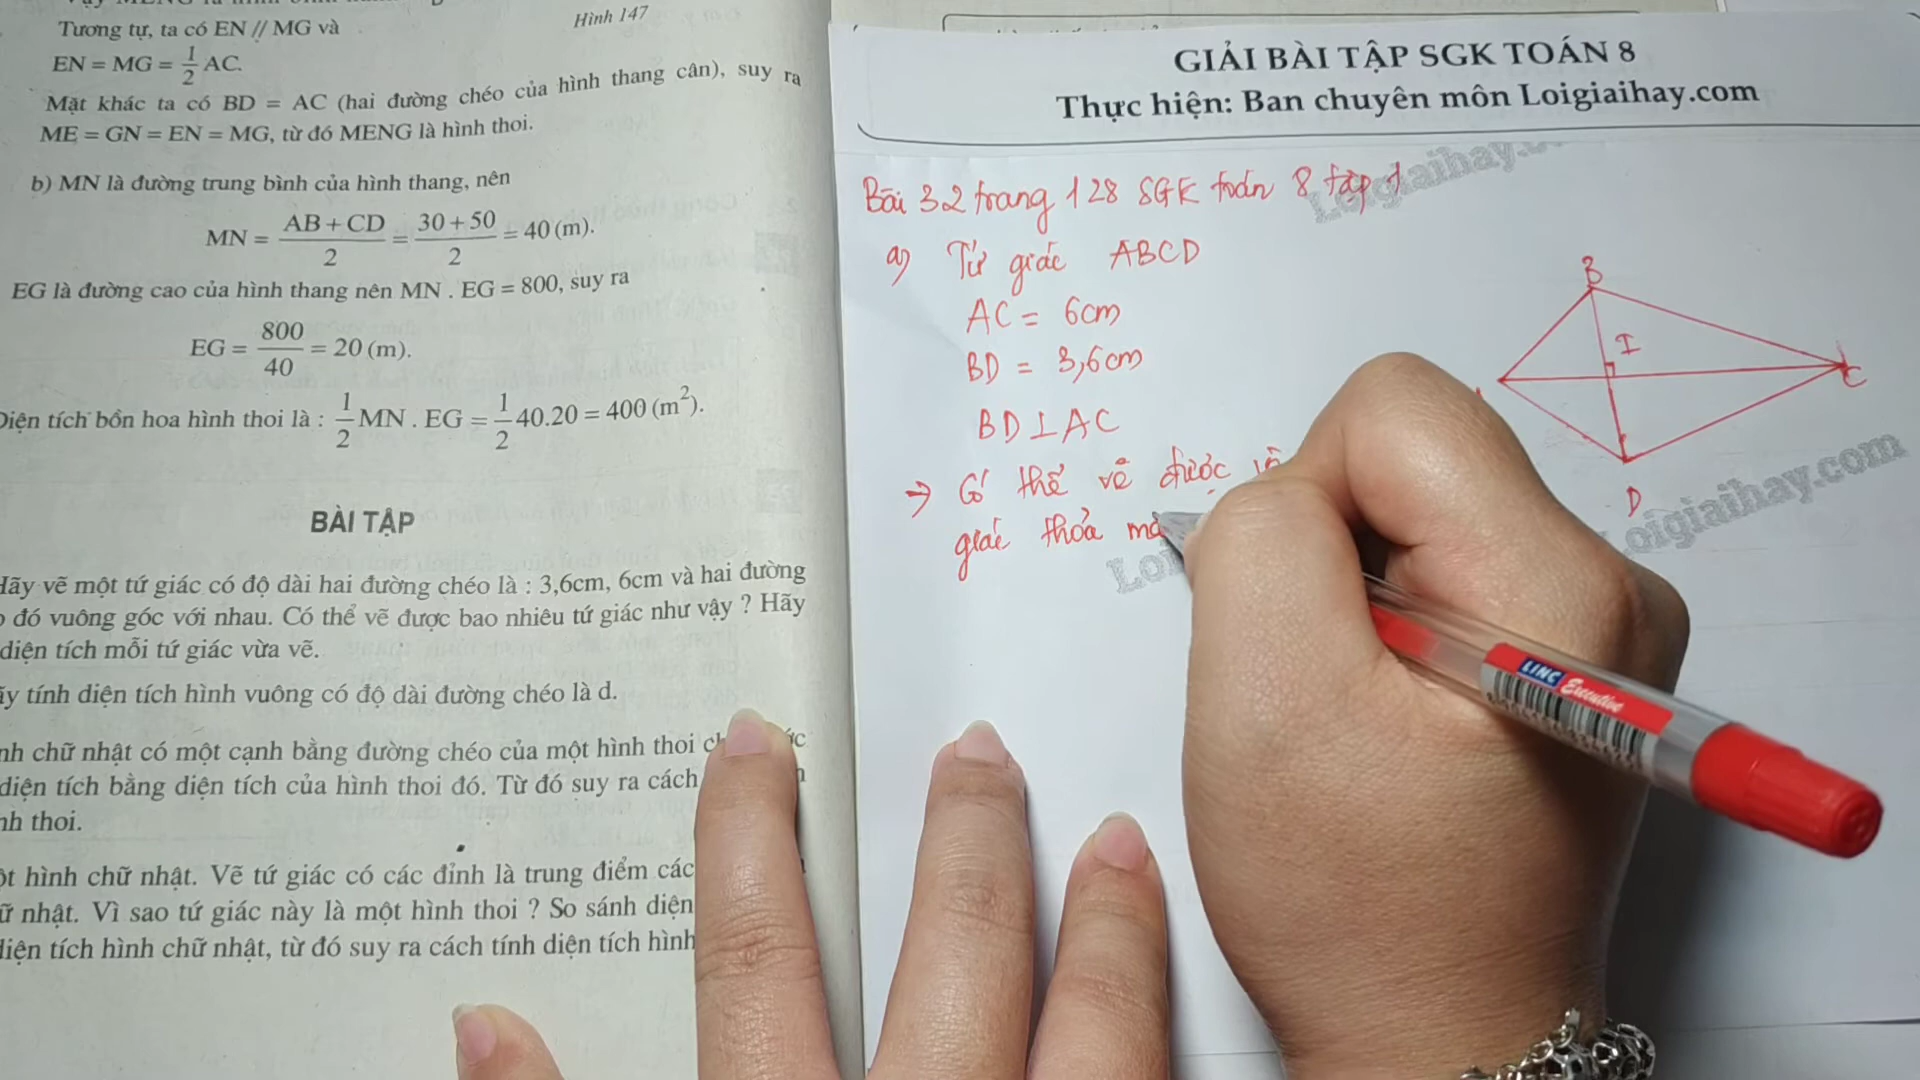 Tương tự, ta có EN // MG và
Hình 147
EN = MG = 1/2 AC.
Mặt khác ta có BD = AC (hai đường chéo của hình thang cân), suy ra
ME = GN = EN = MG, từ đó MENG là hình thoi.
b) MN là đường trung bình của hình thang, nên
MN = (AB + CD)/2 = (30 + 50)/2 = 40 (m).
EG là đường cao của hình thang nên MN . EG = 800, suy ra
EG = 800/40 = 20 (m).
Diện tích bồn hoa hình thoi là : 1/2 MN . EG = 1/2 40.20 = 400 (m²).
BÀI TẬP
Hãy vẽ một tứ giác có độ dài hai đường chéo là : 3,6cm, 6cm và hai đường
đó vuông góc với nhau. Có thể vẽ được bao nhiêu tứ giác như vậy ? Hãy
diện tích mỗi tứ giác vừa vẽ.
tính diện tích hình vuông có độ dài đường chéo là d.
chữ nhật có một cạnh bằng đường chéo của một hình thoi
diện tích bằng diện tích của hình thoi đó. Từ đó suy ra cách
thoi.
hình chữ nhật. Vẽ tứ giác có các đỉnh là trung điểm các
nhật. Vì sao tứ giác này là một hình thoi ? So sánh diện
diện tích hình chữ nhật, từ đó suy ra cách tính diện tích hình
GIẢI BÀI TẬP SGK TOÁN 8
Thực hiện: Ban chuyên môn Loigiaihay.com
Bài 32 trang 128 SGK toán 8 tập 1
a) Tứ giác ABCD
AC = 6cm
BD = 3,6cm
BD ⊥ AC
→ Có thể vẽ được
giác thỏa
B
I
C
D
Loigiaihay.com